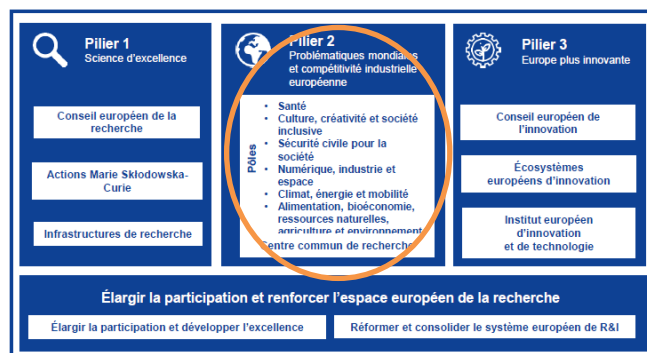 Pilier 1
Science d'excellence
Conseil européen de la
recherche
Actions Marie Skłodowska-
Curie
Infrastructures de recherche
Pilier 2
Problématiques mondiales
et compétitivité industrielle
européenne
Pôles
• Santé
• Culture, créativité et société
inclusive
• Sécurité civile pour la
société
• Numérique, industrie et
espace
• Climat, énergie et mobilité
• Alimentation, bioéconomie,
ressources naturelles,
agriculture et environnement
Centre commun de recherche
Pilier 3
Europe plus innovante
Conseil européen de
l'innovation
Écosystèmes
européens d'innovation
Institut européen
d'innovation
et de technologie
Élargir la participation et renforcer l'espace européen de la recherche
Élargir la participation et développer l'excellence
Réformer et consolider le système européen de R&I